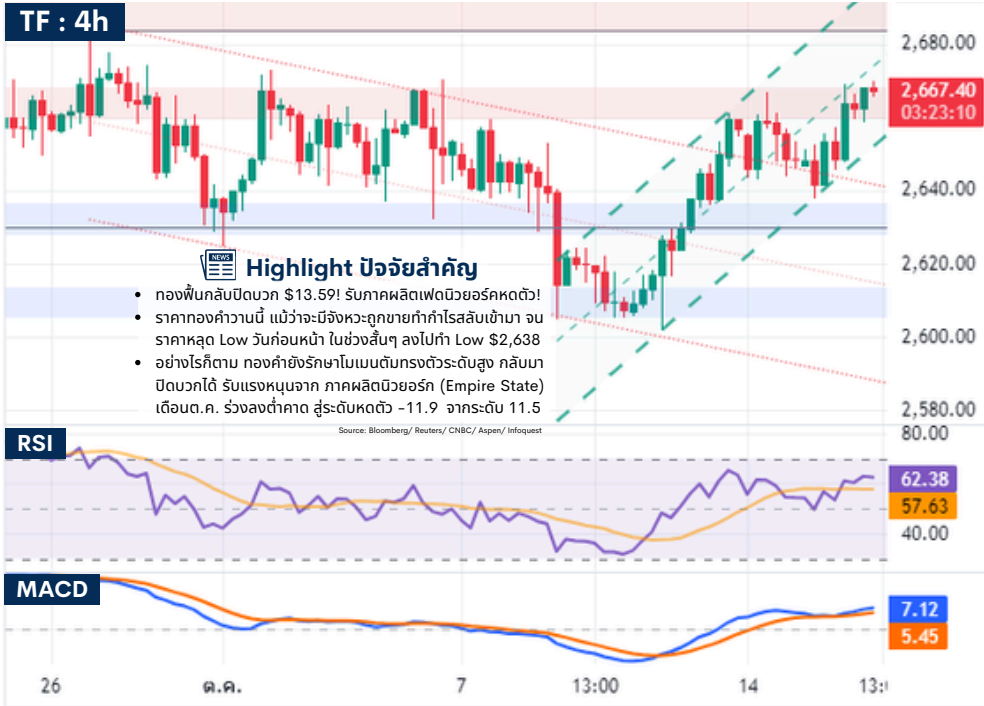 TF : 4h
2,680.00
2,667.40
03:23:10
2,640.00
2,620.00
2,600.00
2,580.00
NEWS
Highlight ปัจจัยสำคัญ
• ทองฟื้นกลับปิดบวก $13.59! รับภาคผลิตเฟดนิวยอร์คหดตัว!
• ราคาทองคำวานนี้ แม้ว่าจะมีจังหวะถูกขายทำกำไรสลับเข้ามา จน
ราคาหลุด Low วันก่อนหน้า ในช่วงสั้นๆ ลงไปทำ Low $2,638
• อย่างไรก็ตาม ทองคำยังรักษาโมเมนตัมทรงตัวระดับสูง กลับมา
ปิดบวกได้ รับแรงหนุนจาก ภาคผลิตนิวยอร์ก (Empire State)
เดือนต.ค. ร่วงลงต่ำคาด สู่ระดับหดตัว -11.9 จากระดับ 11.5
Source: Bloomberg/ Reuters/ CNBC/ Aspen/ Infoquest
RSI
80.00
62.38
57.63
40.00
MACD
7.12
5.45
26 ต.ค. 7 13:00 14 13: